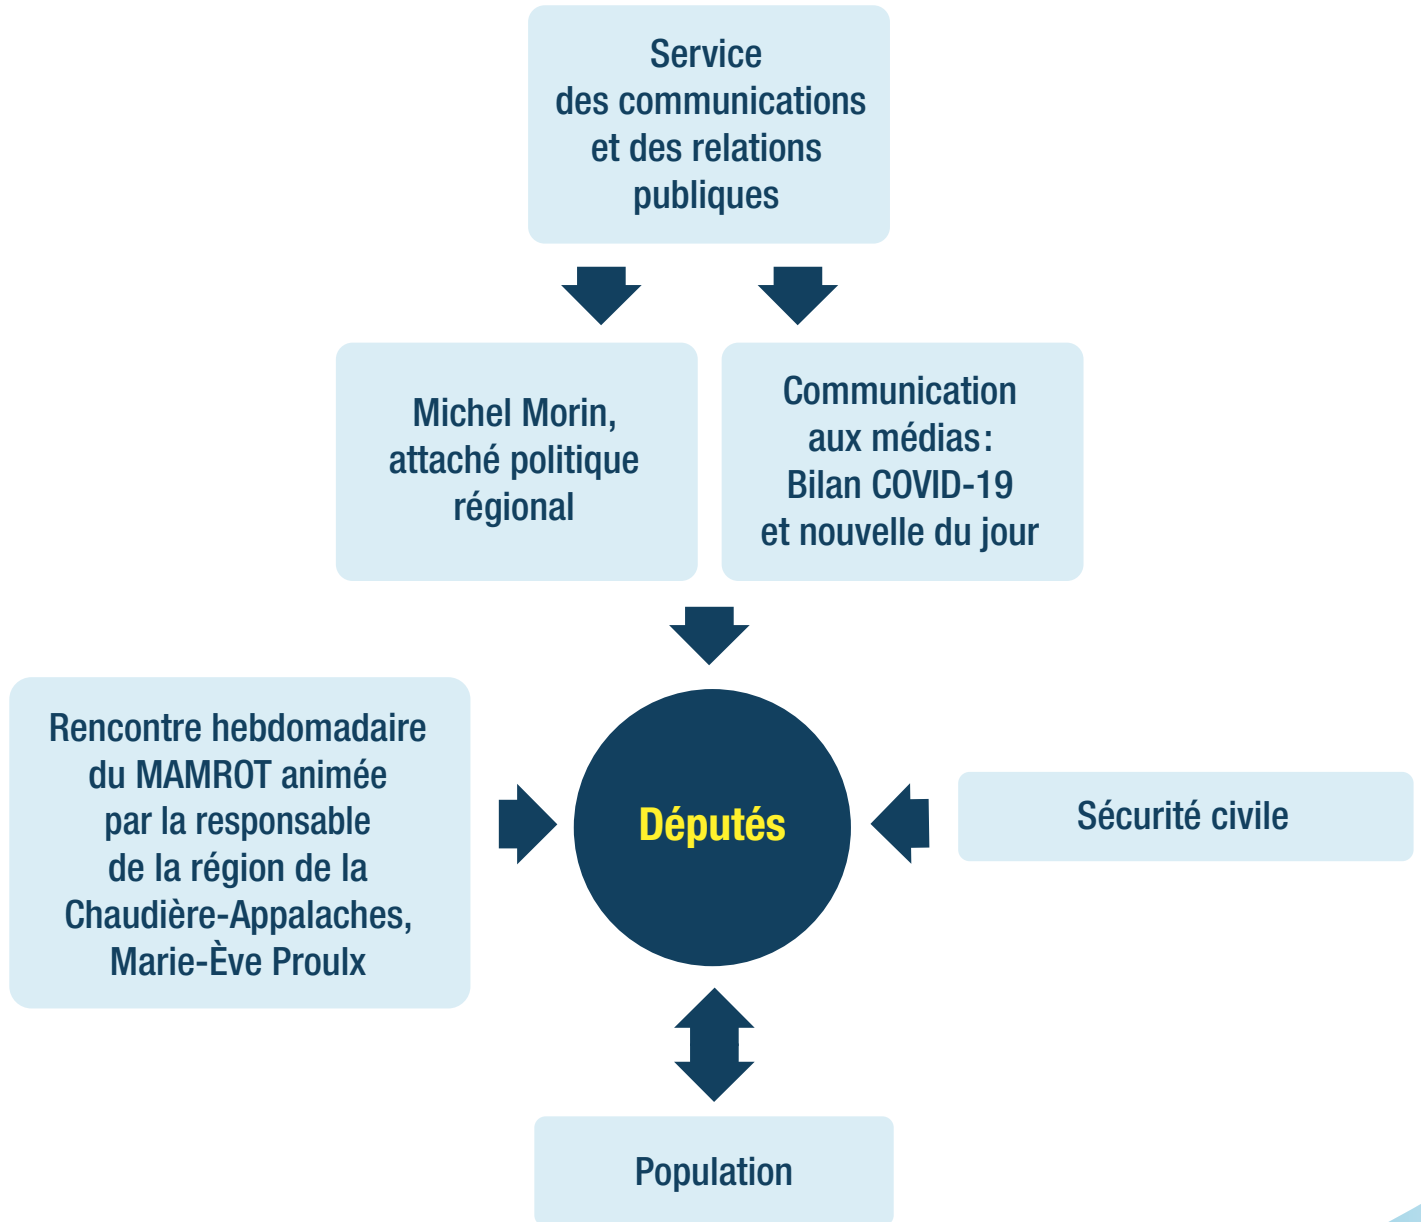 Service
des communications
et des relations
publiques
Michel Morin,
attaché politique
régional
Communication
aux médias :
Bilan COVID-19
et nouvelle du jour
Rencontre hebdomadaire
du MAMROT animée
par la responsable
de la région de la
Chaudière-Appalaches,
Marie-Ève Proulx
Députés
Sécurité civile
Population